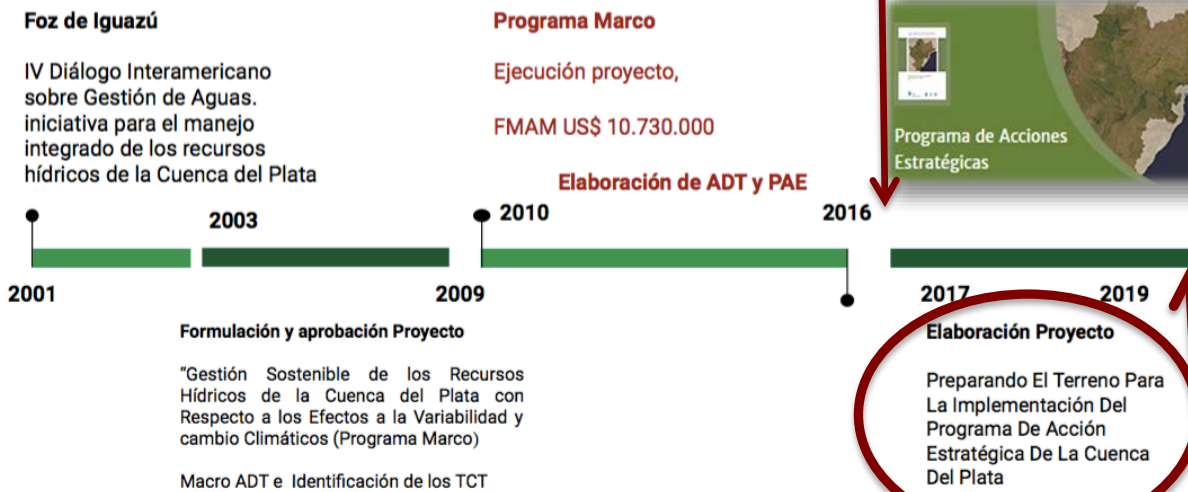 Foz de Iguazú
IV Diálogo Interamericano
sobre Gestión de Aguas.
iniciativa para el manejo
integrado de los recursos
hídricos de la Cuenca del Plata
Programa Marco
Ejecución proyecto,
FMAM US$ 10.730.000
Elaboración de ADT y PAE
Programa de Acciones
Estratégicas
2003
2010
2016
2001
2009
2017
2019
Formulación y aprobación Proyecto
“Gestión Sostenible de los Recursos
Hídricos de la Cuenca del Plata con
Respecto a los Efectos a la Variabilidad y
cambio Climáticos (Programa Marco)
Macro ADT e Identificación de los TCT
Elaboración Proyecto
Preparando El Terreno Para
La Implementación Del
Programa De Acción
Estratégica De La Cuenca
Del Plata